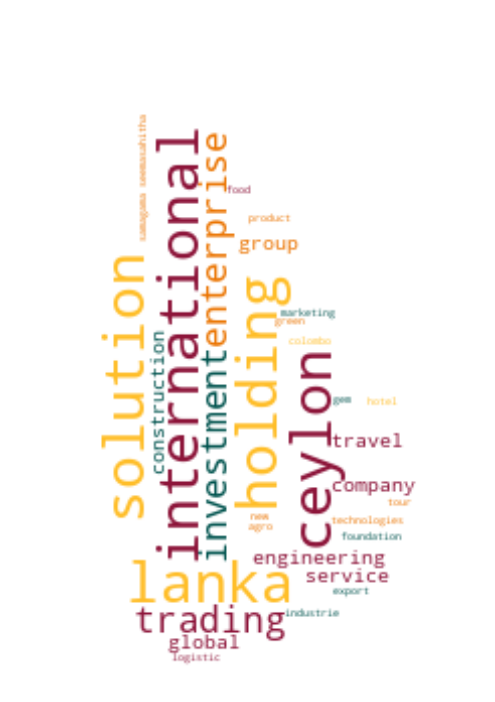 samagama seemasahitha
international
enterprise
food
product
group
solution
holding
marketing
green
construction
colombo
investment
ceylon
gem
hotel
travel
company
tour
new
agro
technologies
foundation
engineering
lanka
service
export
trading
industrie
global
logistic